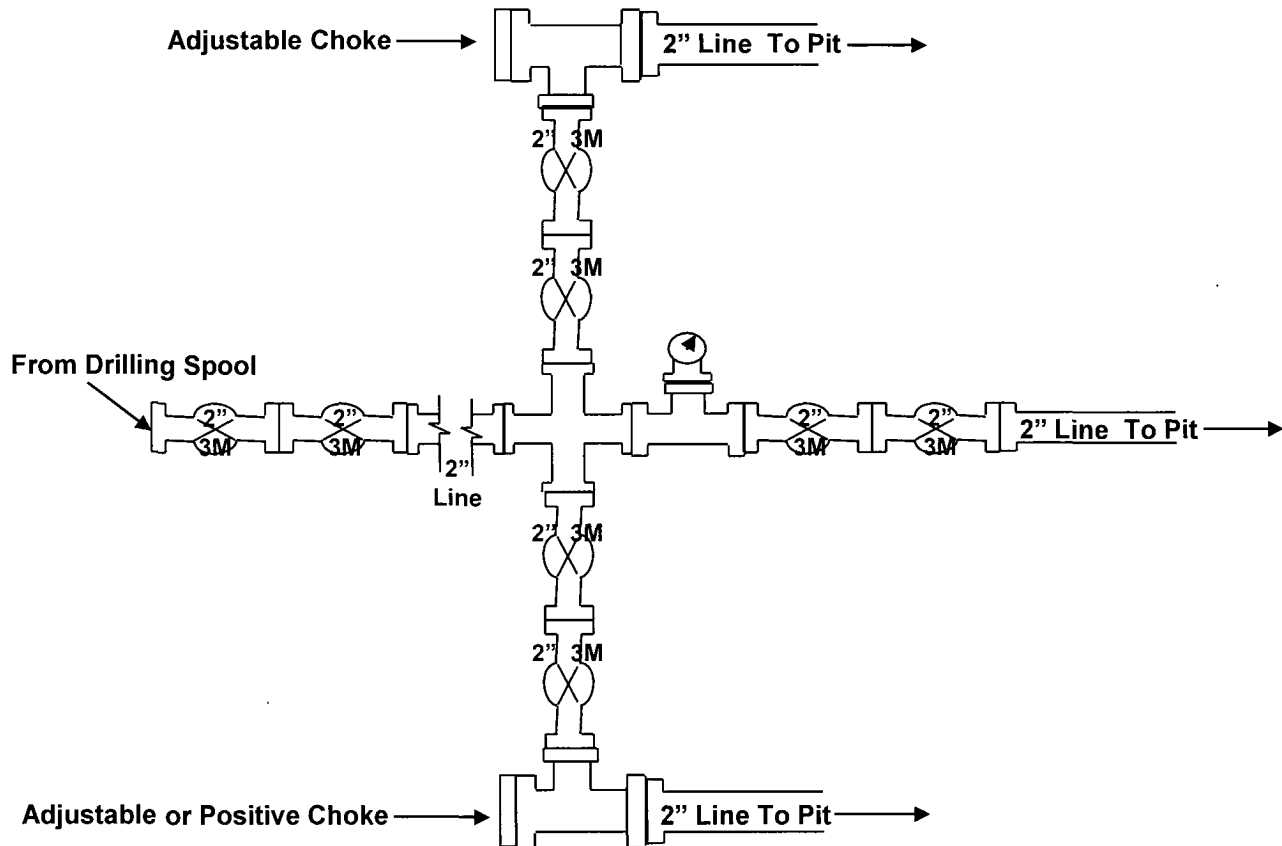 Adjustable Choke
2” Line To Pit
2” 3M
2” 3M
From Drilling Spool
2”
3M
2”
3M
2”
Line
2”
3M
2”
3M
2” Line To Pit
2” 3M
2” 3M
Adjustable or Positive Choke
2” Line To Pit